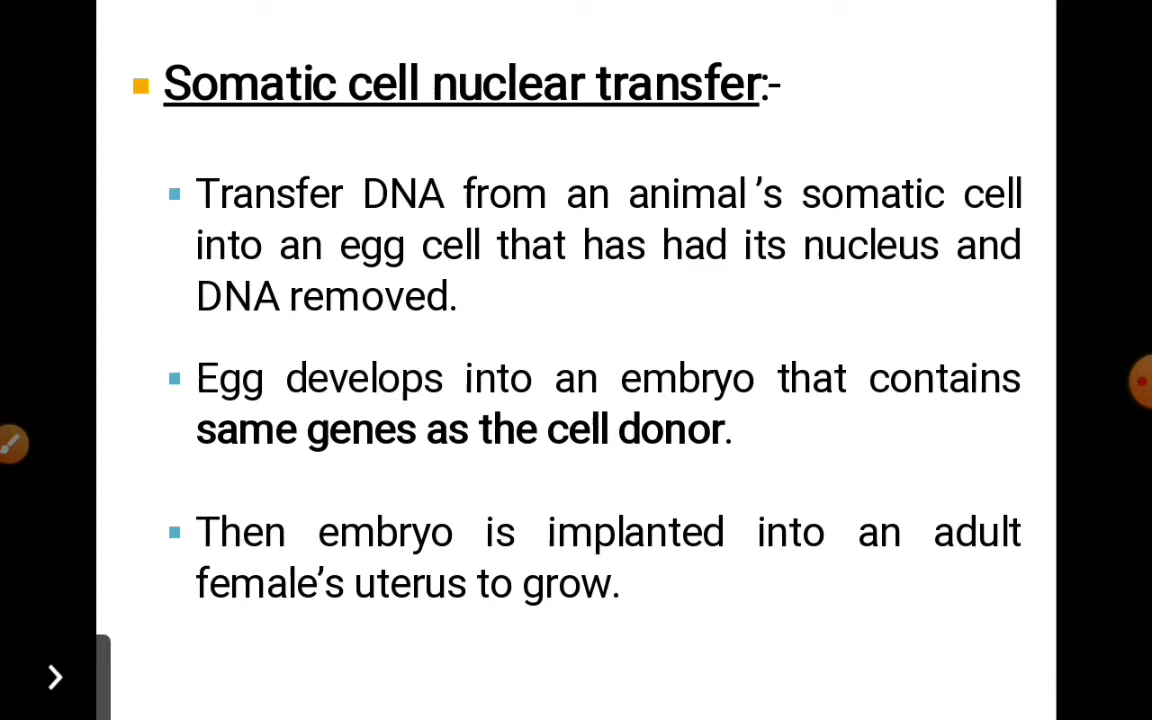 Somatic cell nuclear transfer:-
Transfer DNA from an animal 's somatic cell
into an egg cell that has had its nucleus and
DNA removed.
Egg develops into an embryo that contains
same genes as the cell donor.
Then embryo is implanted into an adult
female's uterus to grow.